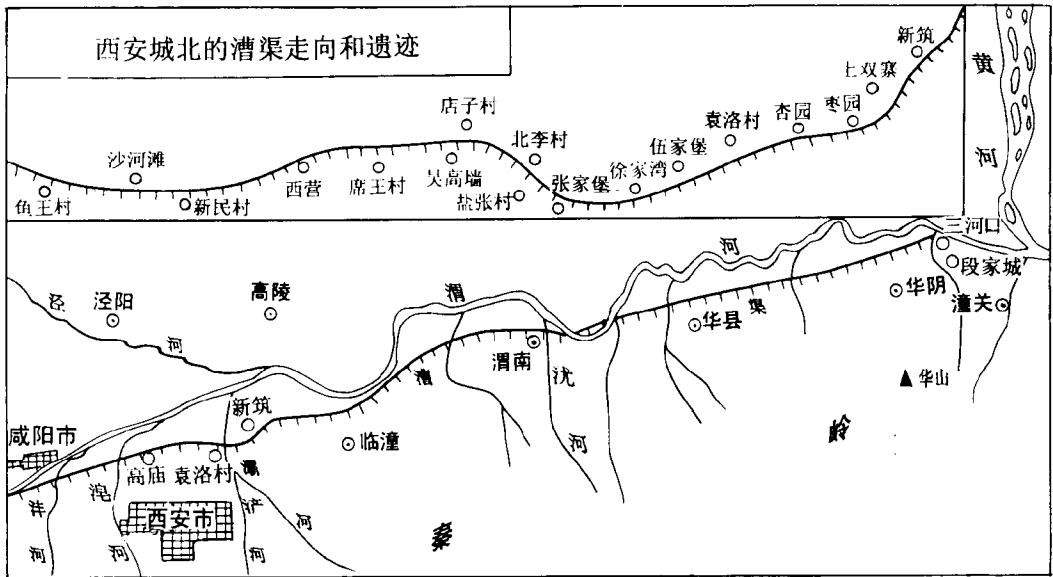 西安城北的漕渠走向和遗迹
新筑
上双寨
枣园
杏园
袁洛村
伍家堡
徐家湾
张家堡
北李村
盐张村
店子村
吴高墙
席王村
西营
新民村
沙河滩
鱼王村
黄河
三河口
段家城
潼关
华阴
华山
华县
渭河
漕渠
渭南
沋河
高陵
泾阳
泾河
临潼
新筑
袁洛村
高庙
咸阳市
西安市
沣河
皂河
浐河
灞河
秦岭